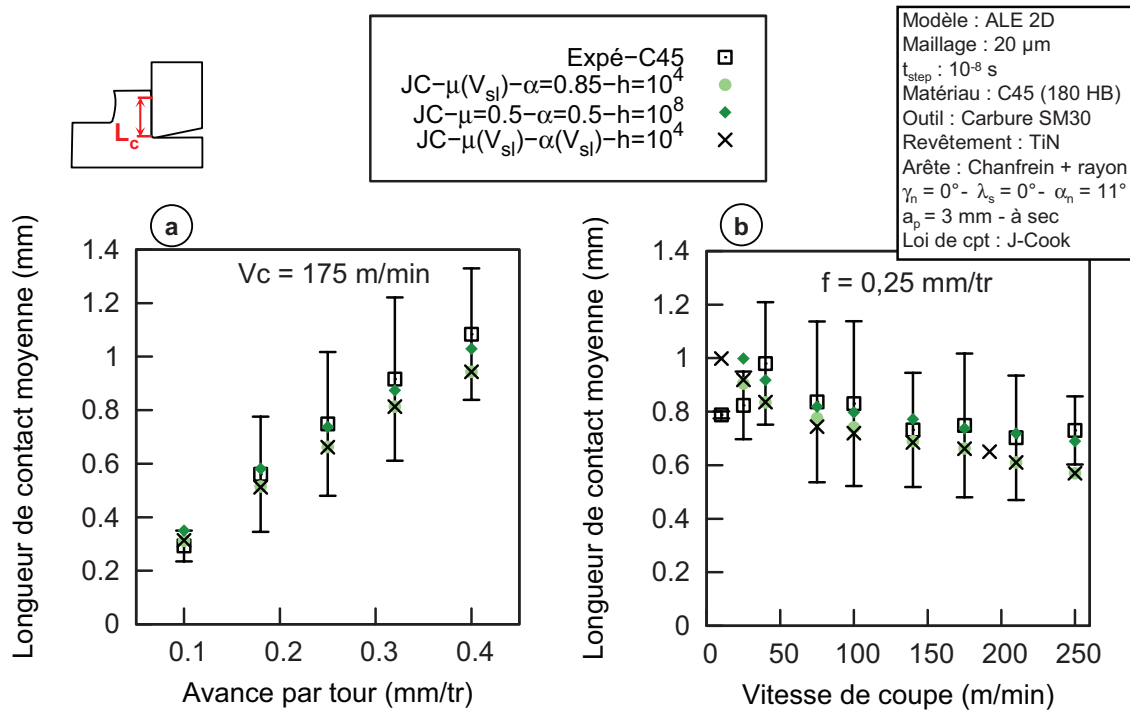 Modèle : ALE 2D
Maillage : 20 µm
t_step : 10⁻⁸ s
Matériau : C45 (180 HB)
Outil : Carbure SM30
Revêtement : TiN
Arête : Chanfrein + rayon
γₙ = 0°- λₛ = 0°- αₙ = 11°
aₚ = 3 mm - à sec
Loi de cpt : J-Cook
Expé−C45
JC−μ(V_sl)−α=0.85−h=10⁴
JC−μ=0.5−α=0.5−h=10⁸
JC−μ(V_sl)−α(V_sl)−h=10⁴
L_c
a
Vc = 175 m/min
Longueur de contact moyenne (mm)
1.4
1.2
1
0.8
0.6
0.4
0.2
0
0.1 0.2 0.3 0.4
Avance par tour (mm/tr)
b
f = 0,25 mm/tr
Longueur de contact moyenne (mm)
1.4
1.2
1
0.8
0.6
0.4
0.2
0
0 50 100 150 200 250
Vitesse de coupe (m/min)